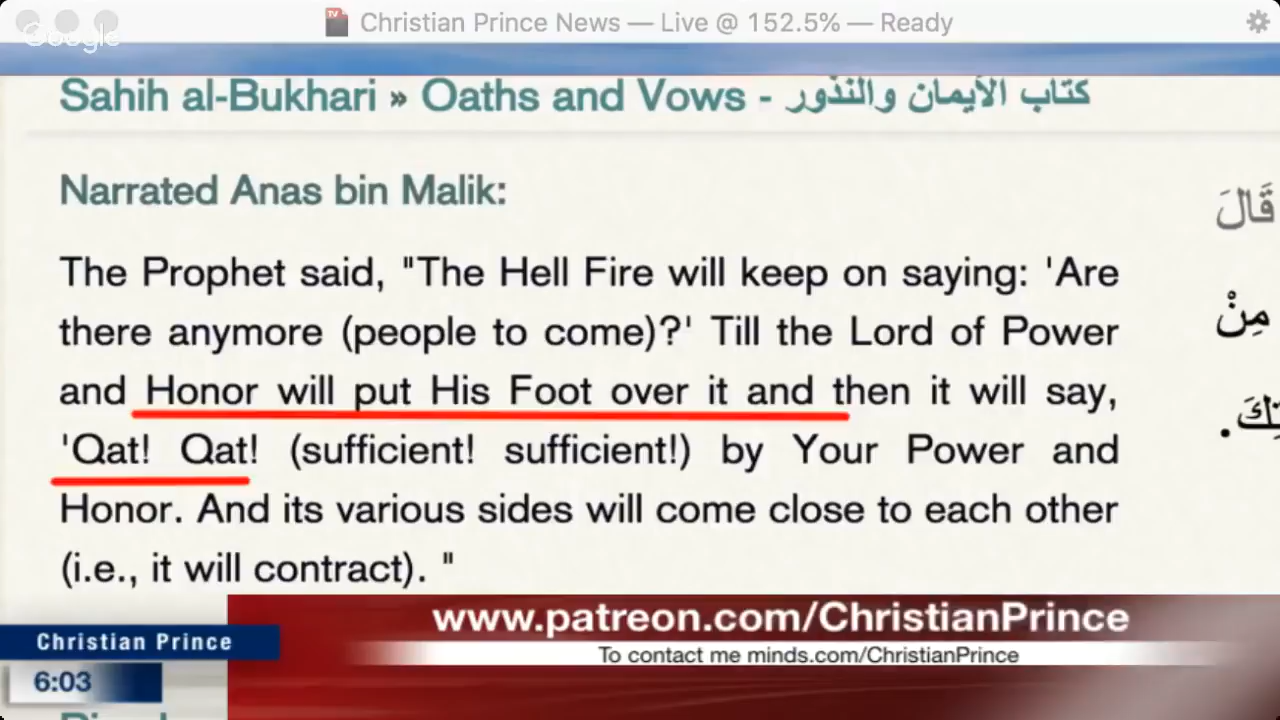 Christian Prince News — Live @ 152.5% — Ready
Google
Sahih al-Bukhari » Oaths and Vows - كتاب الأيمان والنذور
Narrated Anas bin Malik:
قَالَ
The Prophet said, "The Hell Fire will keep on saying: 'Are
there anymore (people to come)?' Till the Lord of Power
مِنْ
and Honor will put His Foot over it and then it will say,
'Qat! Qat! (sufficient! sufficient!) by Your Power and
Honor. And its various sides will come close to each other
(i.e., it will contract). "
www.patreon.com/ChristianPrince
Christian Prince
To contact me minds.com/ChristianPrince
6:03